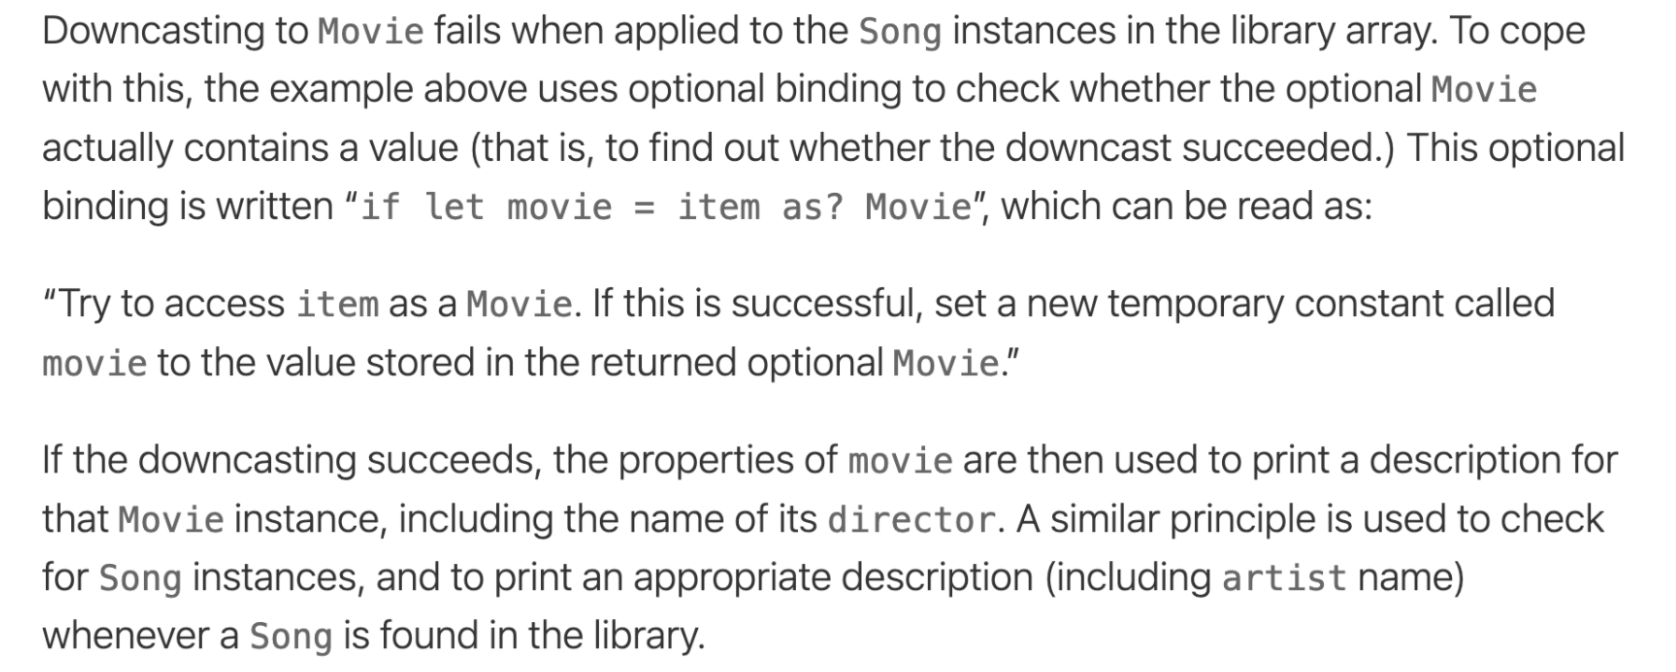 Downcasting to Movie fails when applied to the Song instances in the library array. To cope
with this, the example above uses optional binding to check whether the optional Movie
actually contains a value (that is, to find out whether the downcast succeeded.) This optional
binding is written “if let movie = item as? Movie”, which can be read as:
“Try to access item as a Movie. If this is successful, set a new temporary constant called
movie to the value stored in the returned optional Movie.”
If the downcasting succeeds, the properties of movie are then used to print a description for
that Movie instance, including the name of its director. A similar principle is used to check
for Song instances, and to print an appropriate description (including artist name)
whenever a Song is found in the library.